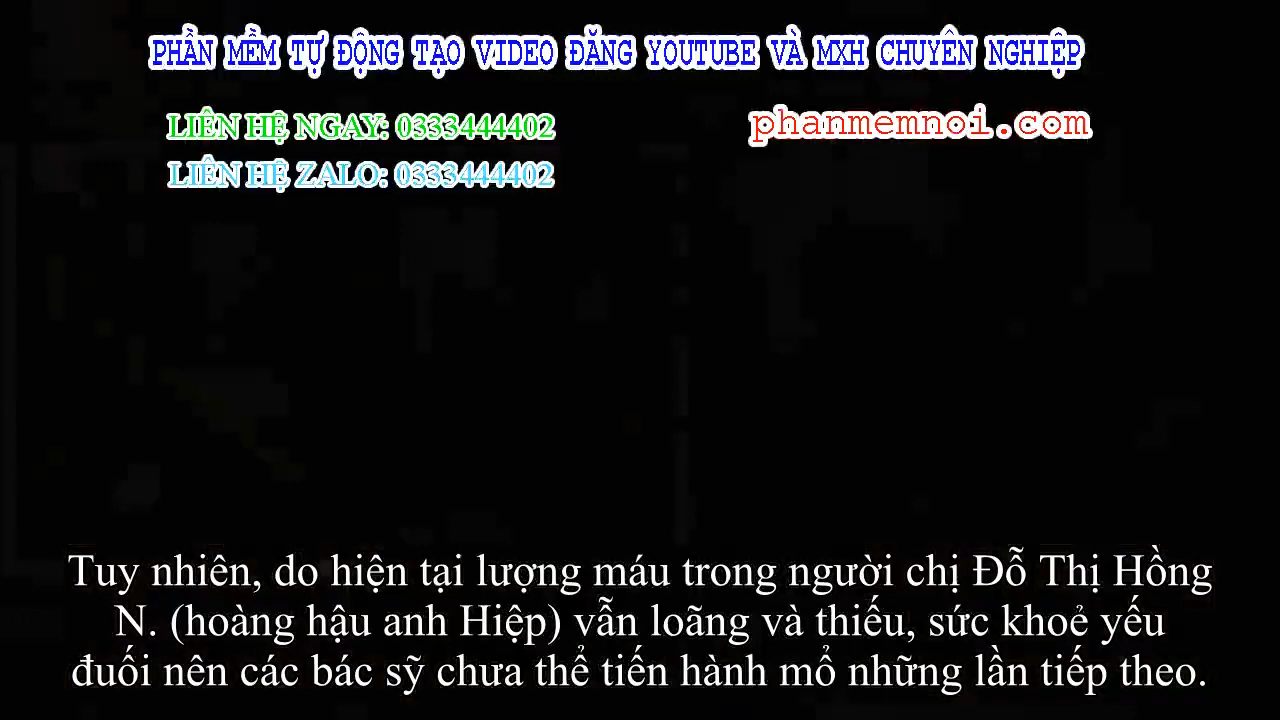 PHẦN MỀM TỰ ĐỘNG TẠO VIDEO ĐĂNG YOUTUBE VÀ MXH CHUYÊN NGHIỆP
LIÊN HỆ NGAY: 0333444402
phanmemnoi.com
LIÊN HỆ ZALO: 0333444402
Tuy nhiên, do hiện tại lượng máu trong người chị Đỗ Thị Hồng
N. (hoàng hậu anh Hiệp) vẫn loãng và thiếu, sức khoẻ yếu
đuối nên các bác sỹ chưa thể tiến hành mổ những lần tiếp theo.